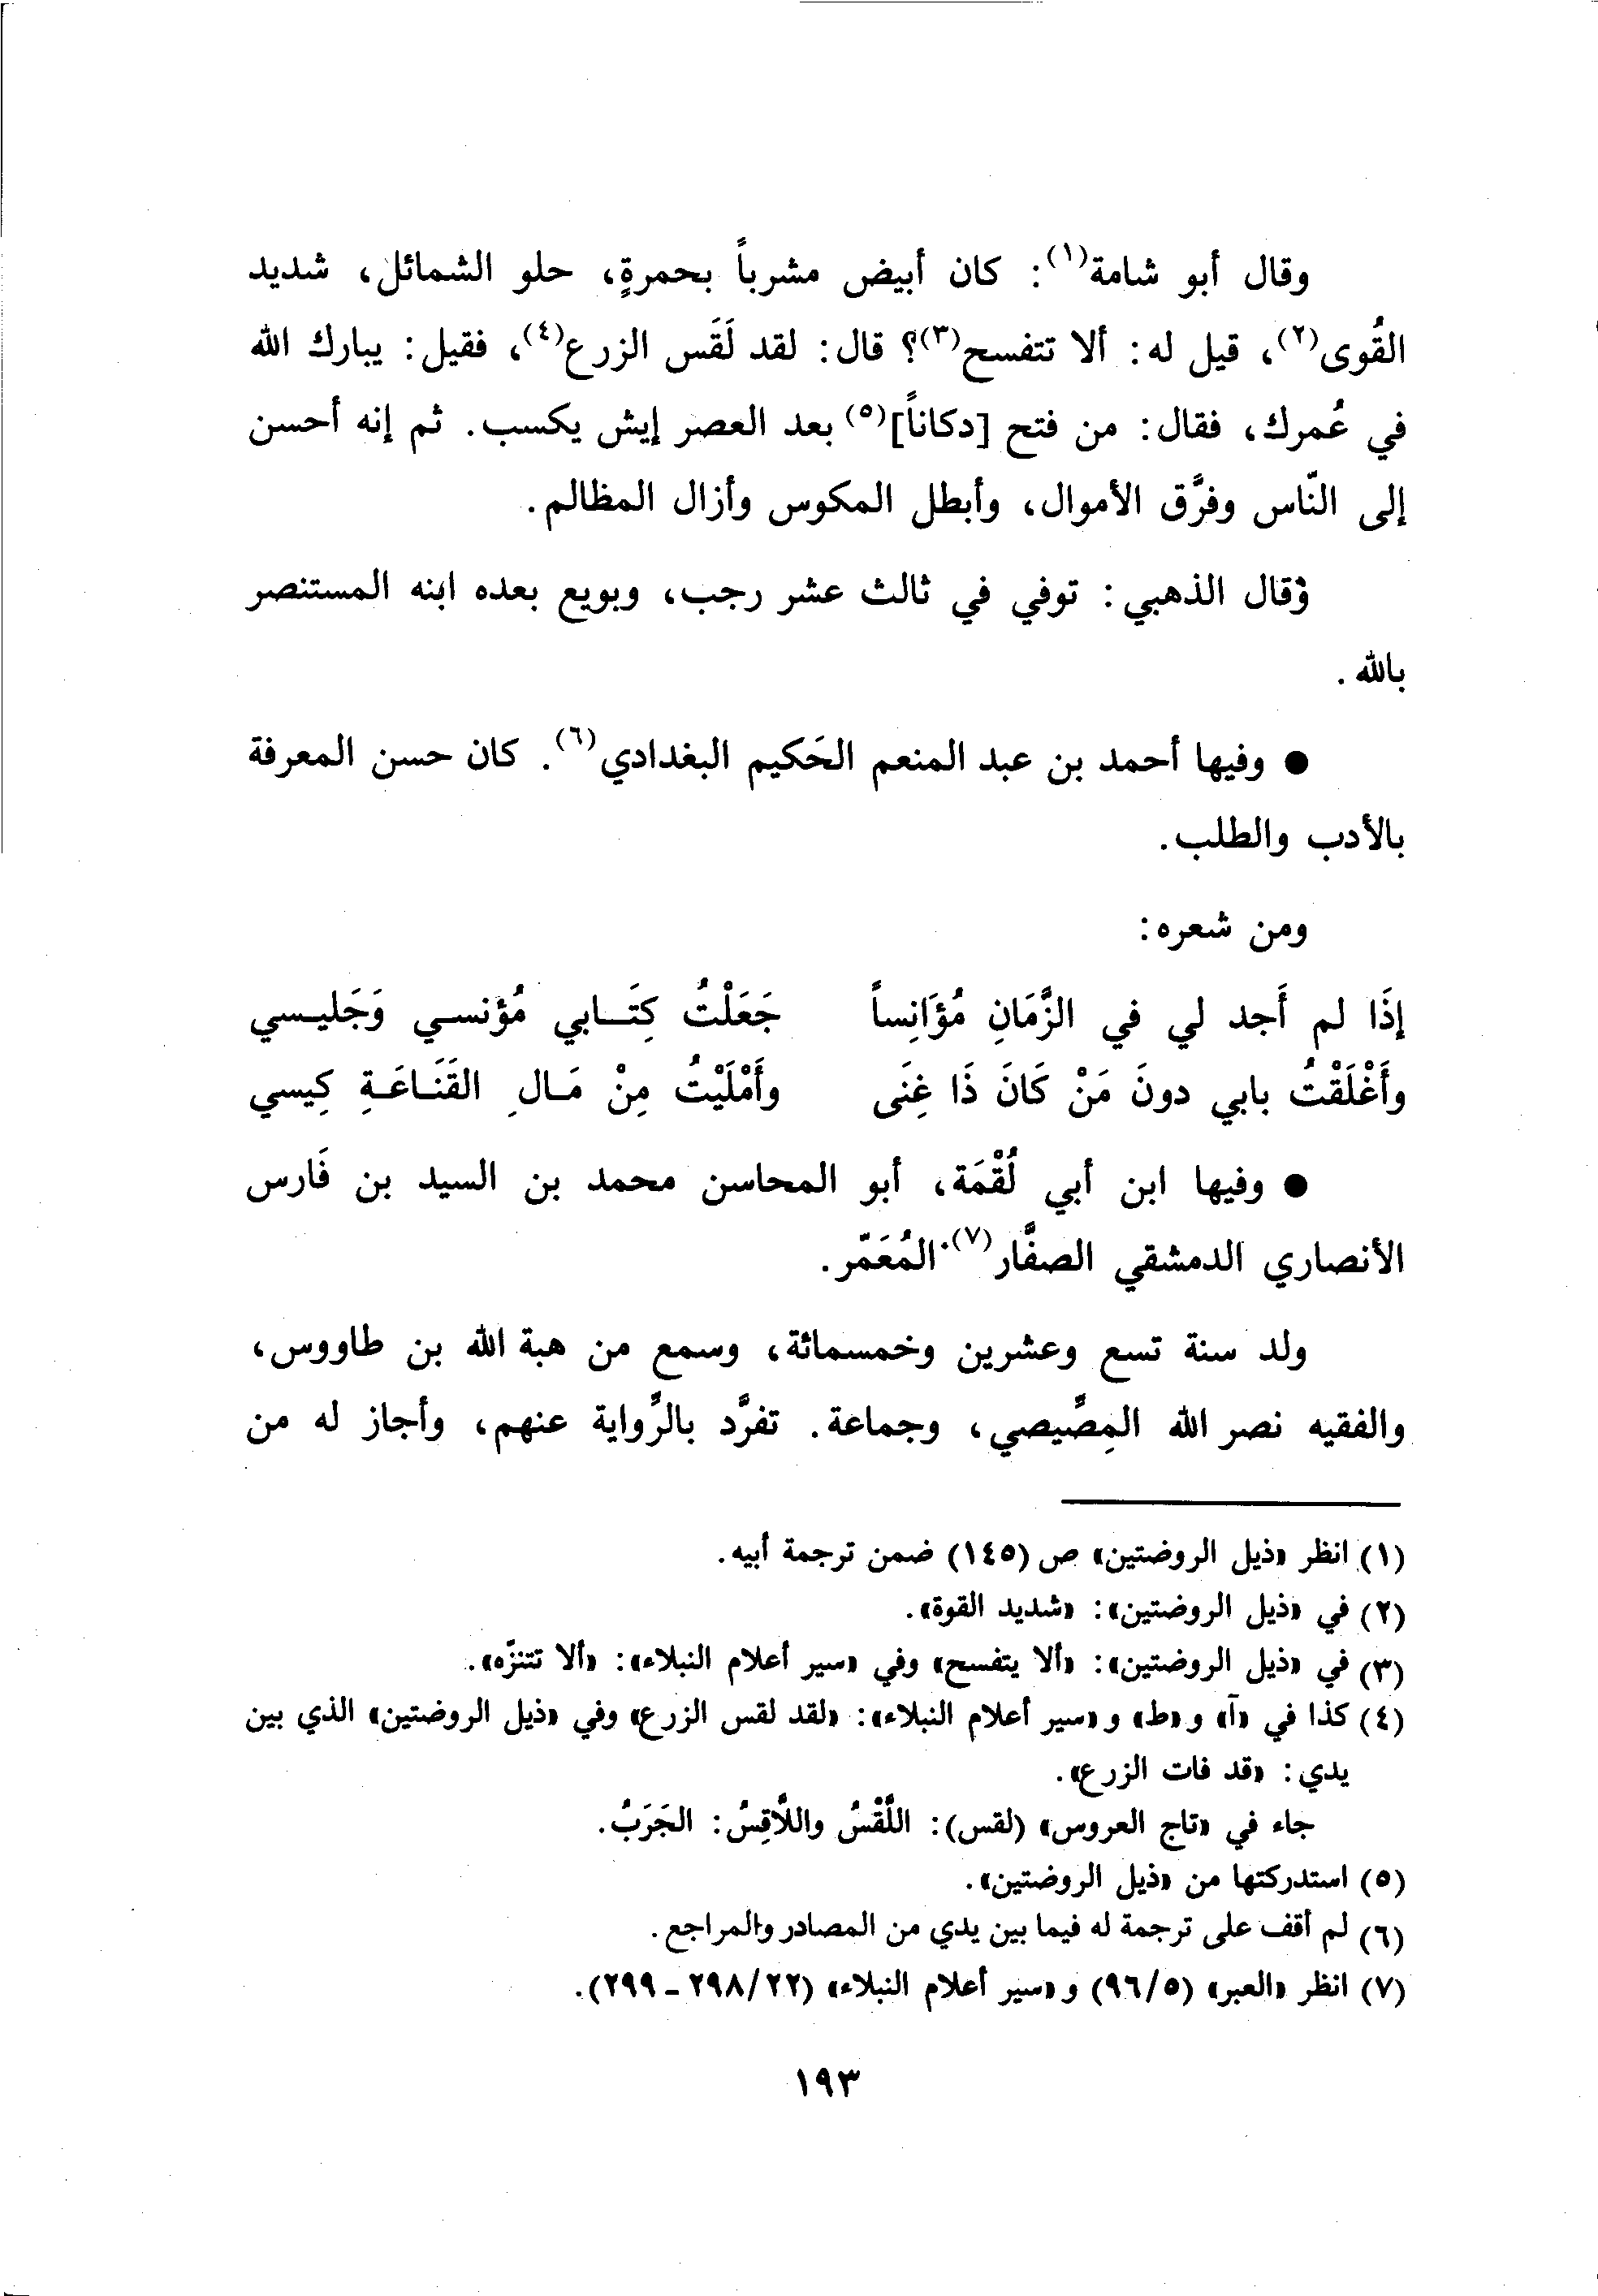 وقال أبو شامة(١): كان أبيض مشرباً بحمرةٍ، حلو الشمائل، شديد
القُوى(٢)، قيل له: ألا تتفسح(٣)؟ قال: لقد لَقَس الزرع(٤)، فقيل: يبارك الله
في عُمرك، فقال: من فتح [دكاناً](٥) بعد العصر إيش يكسب. ثم إنه أحسن
إلى النّاس وفرَّق الأموال، وأبطل المكوس وأزال المظالم.
وقال الذهبي: توفي في ثالث عشر رجب، وبويع بعده ابنه المستنصر
بالله.
● وفيها أحمد بن عبد المنعم الحَكيم البغدادي(٦). كان حسن المعرفة
بالأدب والطلب.
ومن شعره:
إذَا لم أَجد لي في الزَّمَانِ مُؤَانِساً جَعَلْتُ كِتَابي مُؤنسي وَجَليسي
وأَغْلَقْتُ بابي دونَ مَنْ كَانَ ذَا غِنَى وأَمْلَيْتُ مِنْ مَالِ القَنَاعَةِ كِيسي
● وفيها ابن أبي لُقْمَة، أبو المحاسن محمد بن السيد بن فَارس
الأنصاري الدمشقي الصفَّار(٧) المُعَمّر.
ولد سنة تسع وعشرين وخمسمائة، وسمع من هبة الله بن طاووس،
والفقيه نصر الله المِصَّيصي، وجماعة. تفرَّد بالرِّواية عنهم، وأجاز له من
(١) انظر «ذيل الروضتين» ص (١٤٥) ضمن ترجمة أبيه.
(٢) في «ذيل الروضتين»: «شديد القوة».
(٣) في «ذيل الروضتين»: «ألا يتفسح» وفي «سير أعلام النبلاء»: «ألا تتنزّه».
(٤) كذا في «آ» و«ط» و«سير أعلام النبلاء»: «لقد لقس الزرع» وفي «ذيل الروضتين» الذي بين
يدي: «قد فات الزرع».
جاء في «تاج العروس» (لقس): اللَّقْسُ واللَّاقِسُ: الجَرَبُ.
(٥) استدركتها من «ذيل الروضتين».
(٦) لم أقف على ترجمة له فيما بين يدي من المصادر والمراجع.
(٧) انظر «العبر» (٩٦/٥) و«سير أعلام النبلاء» (٢٩٨/٢٢ - ٢٩٩).
١٩٣